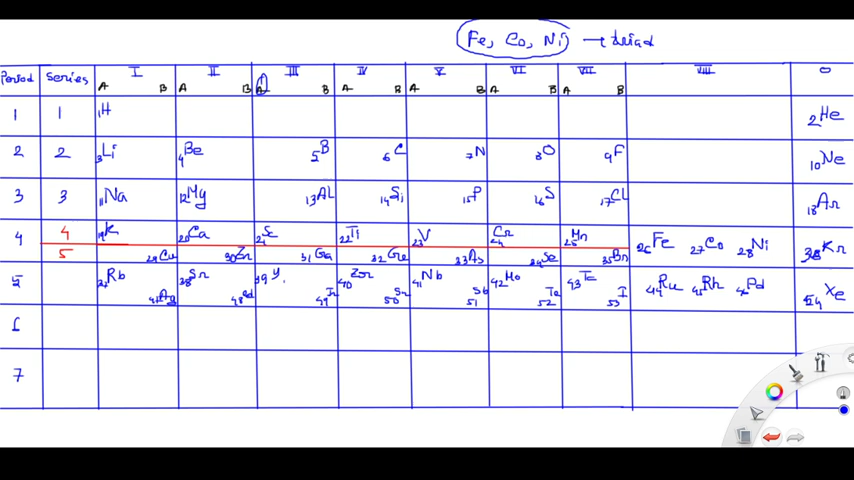 Fe, Co, Ni → triad
Period Series I II III IV V VI VII VIII 0
A B A B A B A B A B A B A B
1 1 1H 2He
2 2 3Li 4Be 5B 6C 7N 8O 9F 10Ne
3 3 11Na 12Mg 13AL 14Si 15P 16S 17CL 18Ar
4 4 19K 20Ca 21Sc 22Ti 23V 24Cr 25Mn 26Fe 27Co 28Ni 36Kr
5 29Cu 30Zn 31Ga 32Ge 33As 34Se 35Br
5 37Rb 38Sr 39Y 40Zr 41Nb 42Mo 43Tc 44Ru 45Rh 46Pd 54Xe
47Ag 48Cd 49In 50Sn 51Sb 52Te 53I
6
7